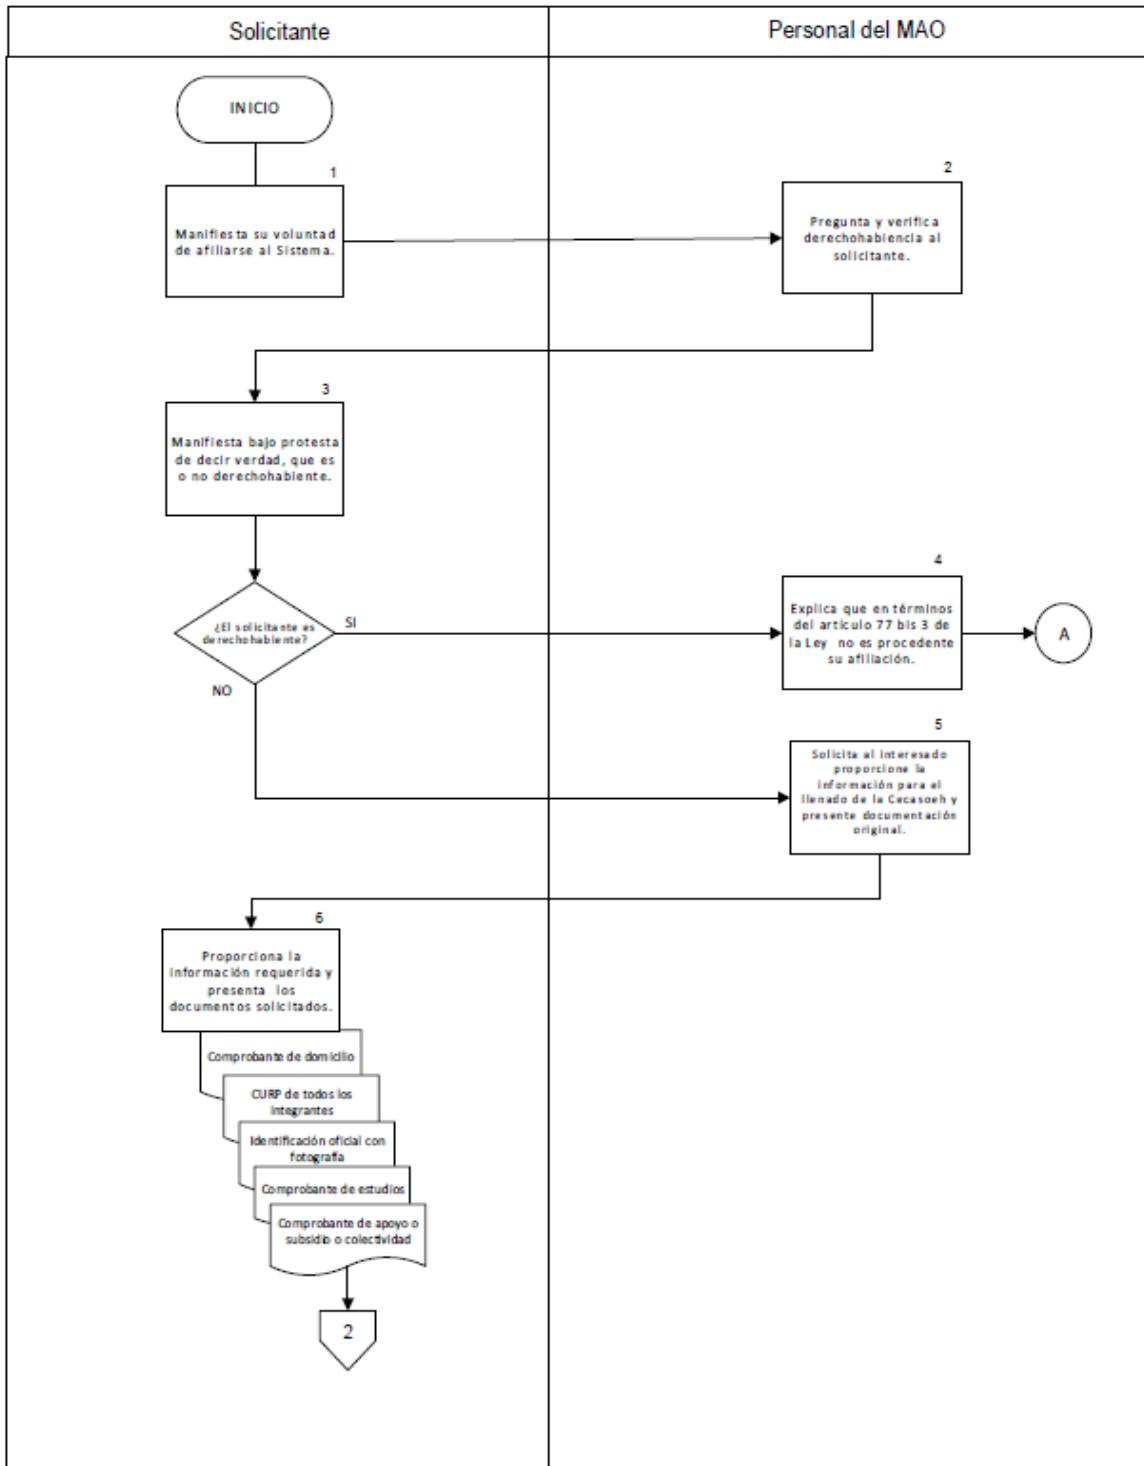 Solicitante
Personal del MAO
INICIO
1
Manifiesta su voluntad
de afiliarse al Sistema.
2
Pregunta y verifica
derechohabiencia al
solicitante.
3
Manifiesta bajo protesta
de decir verdad, que es
o no derechohabiente.
¿El solicitante es
derechohabiente?
SI
NO
4
Explica que en términos
del artículo 77 bis 3 de
la Ley no es procedente
su afiliación.
A
5
Solicita al interesado
proporcione la
información para el
llenado de la Cecasoeh y
presente documentación
original.
6
Proporciona la
información requerida y
presenta los
documentos solicitados.
Comprobante de domicilio
CURP de todos los
integrantes
Identificación oficial con
fotografía
Comprobante de estudios
Comprobante de apoyo o
subsidio o colectividad
2